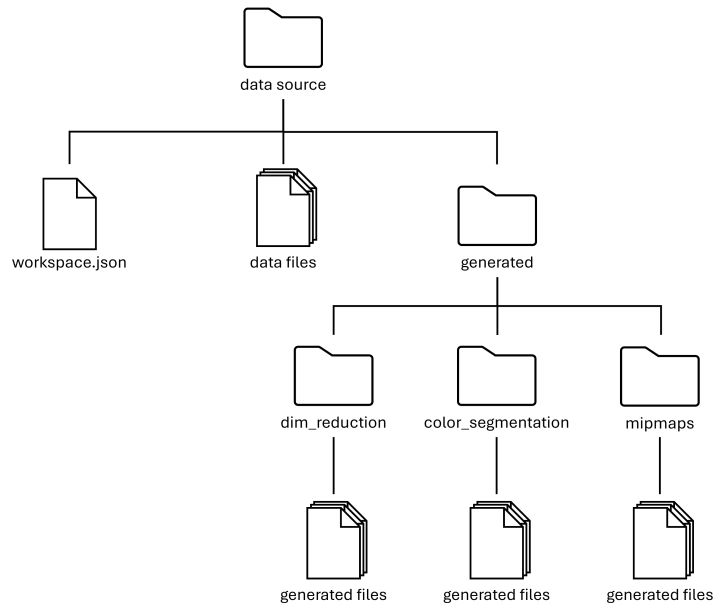 data source
workspace.json
data files
generated
dim_reduction
color_segmentation
mipmaps
generated files
generated files
generated files